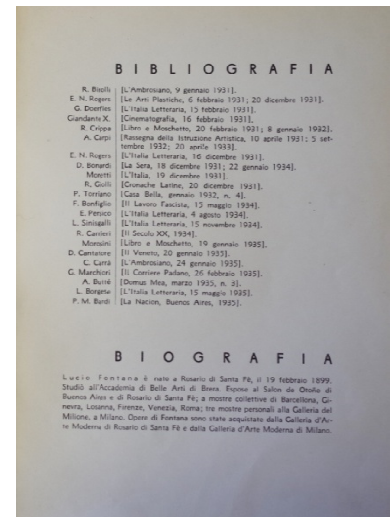 BIBLIOGRAFIA
R. Birolli [L'Ambrosiano, 9 gennaio 1931].
E. N. Rogers [Le Arti Plastiche, 6 febbraio 1931; 20 dicembre 1931].
G. Dorfles [L'Italia Letteraria, 15 febbraio 1931].
Giandante X. [Cinematografia, 16 febbraio 1931].
R. Crippa [Libro e Moschetto, 20 febbraio 1931; 8 gennaio 1932].
A. Carpi [Rassegna della Istruzione Artistica, 10 aprile 1931; 5 set-
tembre 1932; 20 aprile 1933].
E. N. Rogers [L'Italia Letteraria, 16 dicembre 1931].
D. Bonardi [La Sera, 18 dicembre 1931; 22 gennaio 1934].
Moretti [L'Italia, 19 dicembre 1931].
R. Giolli [Cronache Latine, 20 dicembre 1931].
P. Torriano [Casa Bella, gennaio 1932, n. 4].
F. Bonfiglio [Il Lavoro Fascista, 15 maggio 1934].
E. Persico [L'Italia Letteraria, 4 agosto 1934].
L. Sinisgalli [L'Italia Letteraria, 15 novembre 1934].
R. Carrieri [Il Secolo XX, 1934].
[Libro e Moschetto, 19 gennaio 1935].
D. Cantatore [Il Veneto, 20 gennaio 1935].
C. Carrà [L'Ambrosiano, 24 gennaio 1935].
G. Marchiori [Il Corriere Padano, 26 febbraio 1935].
A. [Domus Mea, marzo 1935, n. 3].
L. Borgese [L'Italia Letteraria, 15 maggio 1935].
P. M. Bardi [La Nacion, Buenos Aires, 1935].
BIOGRAFIA
Lucio Fontana è nato a Rosario di Santa Fè, il 19 febbraio 1899.
Studiò all'Accademia di Belle Arti di Brera. Espose al Salon de Otoño di
Buenos Aires e di Rosario di Santa Fè; a mostre collettive di Barcellona, Gi-
nevra, Losanna, Firenze, Venezia, Roma; tre mostre personali alla Galleria del
Milione, a Milano. Opere di Fontana sono state acquistate dalla Galleria d'Ar-
te Moderna di Rosario di Santa Fè e dalla Galleria d'Arte Moderna di Milano.